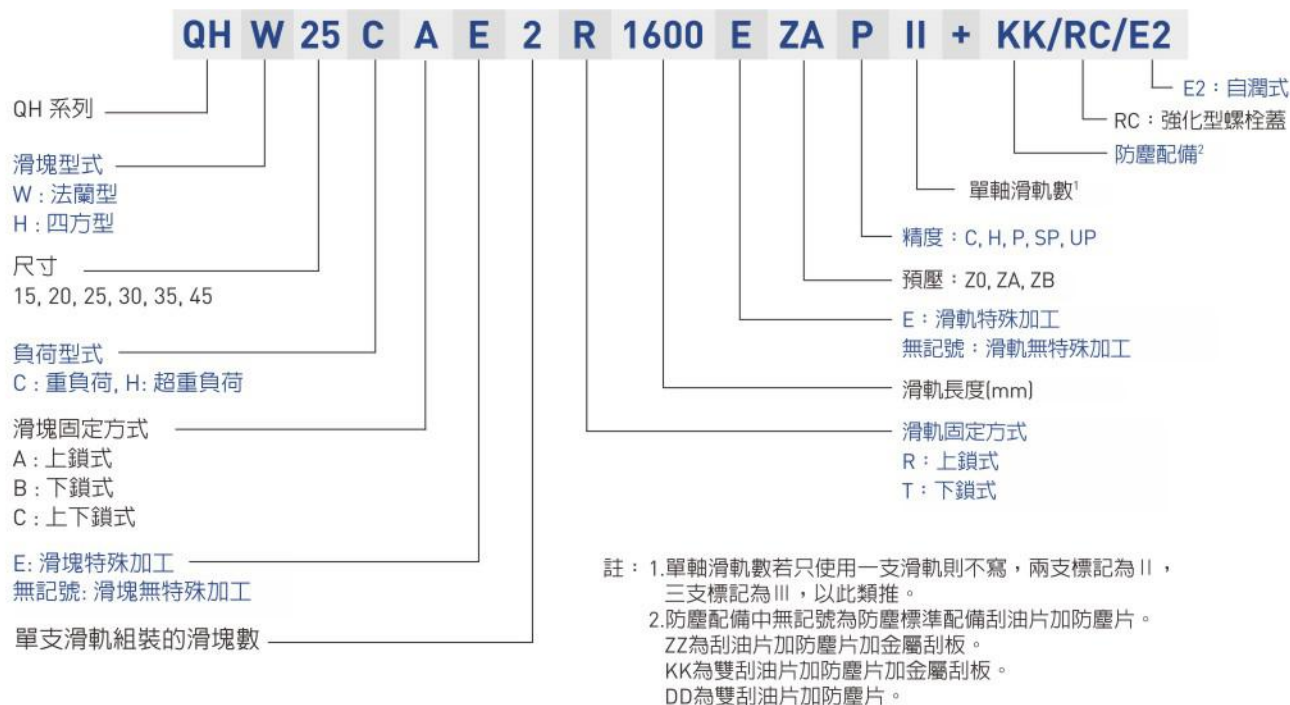 QH W 25 C A E 2 R 1600 E ZA P II + KK/RC/E2
QH 系列
滑塊型式
W : 法蘭型
H : 四方型
尺寸
15, 20, 25, 30, 35, 45
負荷型式
C : 重負荷, H: 超重負荷
滑塊固定方式
A : 上鎖式
B : 下鎖式
C : 上下鎖式
E: 滑塊特殊加工
無記號: 滑塊無特殊加工
單支滑軌組裝的滑塊數
E2：自潤式
RC：強化型螺栓蓋
防塵配備²
單軸滑軌數¹
精度：C, H, P, SP, UP
預壓：Z0, ZA, ZB
E：滑軌特殊加工
無記號：滑軌無特殊加工
滑軌長度(mm)
滑軌固定方式
R：上鎖式
T：下鎖式
註：1.單軸滑軌數若只使用一支滑軌則不寫，兩支標記為II，
三支標記為III，以此類推。
2.防塵配備中無記號為防塵標準配備刮油片加防塵片。
ZZ為刮油片加防塵片加金屬刮板。
KK為雙刮油片加防塵片加金屬刮板。
DD為雙刮油片加防塵片。